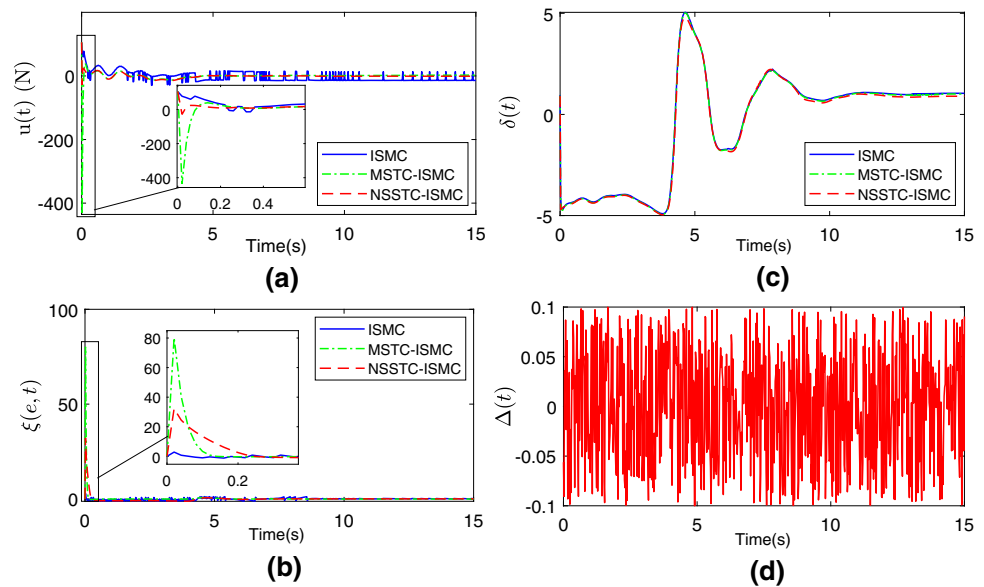 u(t) (N)
0
-200
-400
100
0
-100
-200
-300
-400
0
0.2
0.4
ISMC
MSTC-ISMC
NSSTC-ISMC
0
5
10
15
Time(s)
(a)
δ(t)
5
0
-5
ISMC
MSTC-ISMC
NSSTC-ISMC
0
5
10
15
Time(s)
(c)
ξ(e, t)
100
50
0
80
60
40
20
0
0
0.2
ISMC
MSTC-ISMC
NSSTC-ISMC
0
5
10
15
Time(s)
(b)
Δ(t)
0.1
0.05
0
-0.05
-0.1
0
5
10
15
Time(s)
(d)